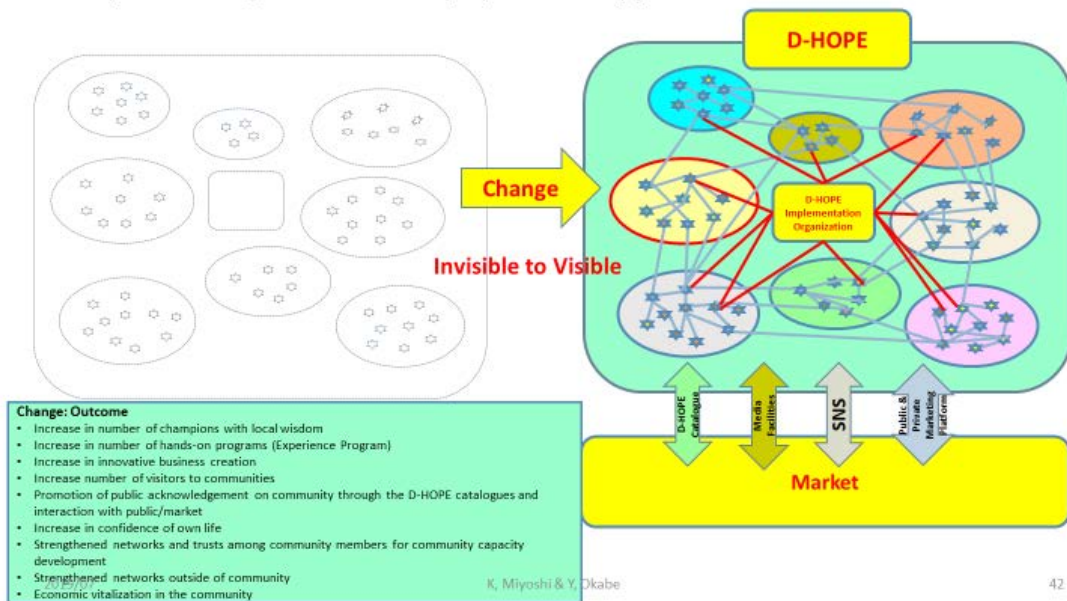 D-HOPE
Change
Invisible to Visible
D-HOPE
Implementation
Organization
D-HOPE
Catalogue
Media
Facilities
SNS
Public &
Private
Marketing
Platform
Market
Change: Outcome
• Increase in number of champions with local wisdom
• Increase in number of hands-on programs (Experience Program)
• Increase in innovative business creation
• Increase number of visitors to communities
• Promotion of public acknowledgement on community through the D-HOPE catalogues and
interaction with public/market
• Increase in confidence of own life
• Strengthened networks and trusts among community members for community capacity
development
• Strengthened networks outside of community
• Economic vitalization in the community
K, Miyoshi & Y, Okabe
42